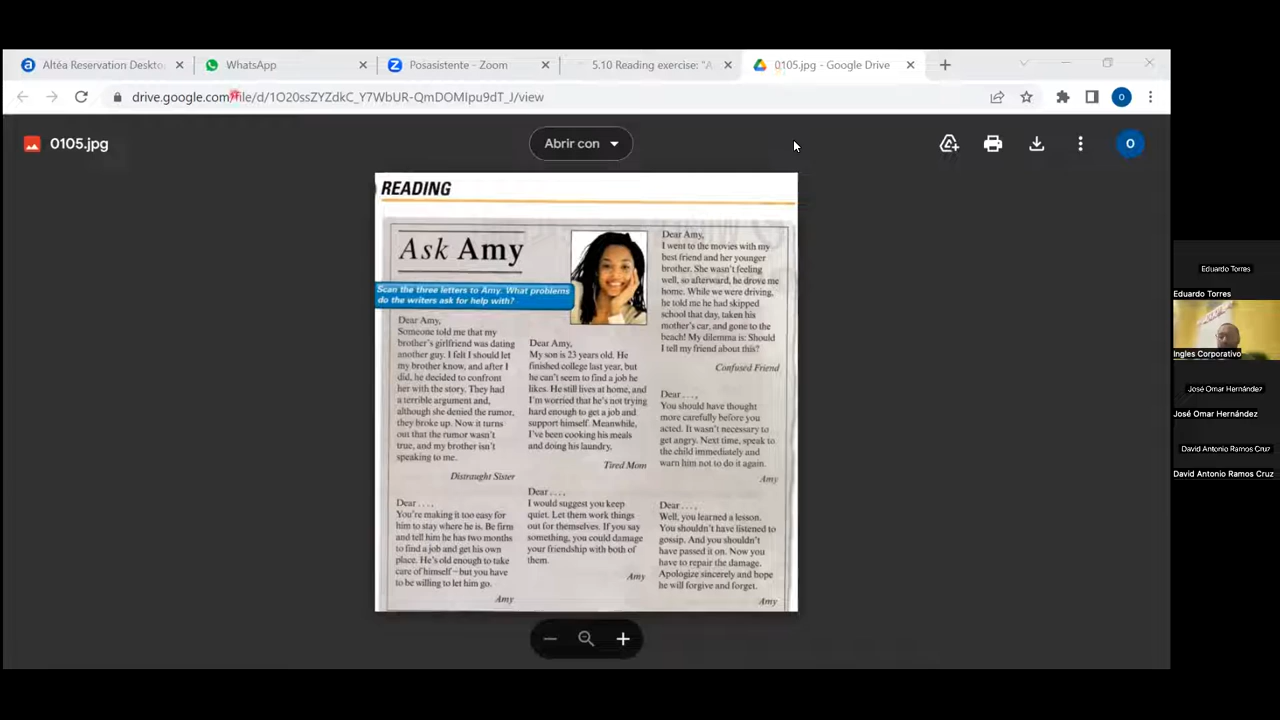 Altéa Reservation Deskto
WhatsApp
Posasistente - Zoom
5.10 Reading exercise: "A
0105.jpg - Google Drive
drive.google.com/file/d/1O20ssZYZdkC_Y7WbUR-QmDOMIpu9dT_J/view
0105.jpg
Abrir con
READING
Ask Amy
Scan the three letters to Amy. What problems
do the writers ask for help with?
Dear Amy,
Someone told me that my
brother's girlfriend was dating
another guy. I felt I should let
my brother know, and after I
did, he decided to confront
her with the story. They had
a terrible argument and,
although she denied the rumor,
they broke up. Now it turns
out that the rumor wasn't
true, and my brother isn't
speaking to me.
Distraught Sister
Dear Amy,
My son is 23 years old. He
finished college last year, but
he can't seem to find a job he
likes. He still lives at home, and
I'm worried that he's not trying
hard enough to get a job and
support himself. Meanwhile,
I've been cooking his meals
and doing his laundry.
Tired Mom
Dear Amy,
I went to the movies with my
best friend and her younger
brother. She wasn't feeling
well, so afterward, he drove me
home. While we were driving,
he told me he had skipped
school that day, taken his
mother's car, and gone to the
beach! My dilemma is: Should
I tell my friend about this?
Confused Friend
Dear . . . ,
You should have thought
more carefully before you
acted. It wasn't necessary to
get angry. Next time, speak to
the child immediately and
warn him not to do it again.
Amy
Dear . . . ,
You're making it too easy for
him to stay where he is. Be firm
and tell him he has two months
to find a job and get his own
place. He's old enough to take
care of himself–but you have
to be willing to let him go.
Amy
Dear . . . ,
I would suggest you keep
quiet. Let them work things
out for themselves. If you say
something, you could damage
your friendship with both of
them.
Amy
Dear . . . ,
Well, you learned a lesson.
You shouldn't have listened to
gossip. And you shouldn't
have passed it on. Now you
have to repair the damage.
Apologize sincerely and hope
he will forgive and forget.
Amy
Eduardo Torres
Eduardo Torres
Ingles Corporativo
José Omar Hernández
José Omar Hernández
David Antonio Ramos Cruz
David Antonio Ramos Cruz